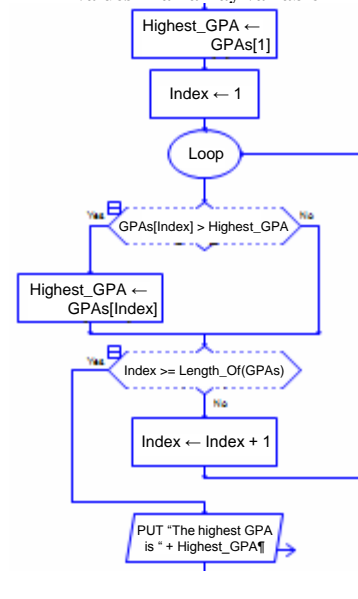 Highest_GPA ←
GPAs[1]
Index ← 1
Loop
GPAs[Index] > Highest_GPA
Yes
No
Highest_GPA ←
GPAs[Index]
Index >= Length_Of(GPAs)
Yes
No
Index ← Index + 1
PUT “The highest GPA
is “ + Highest_GPA¶